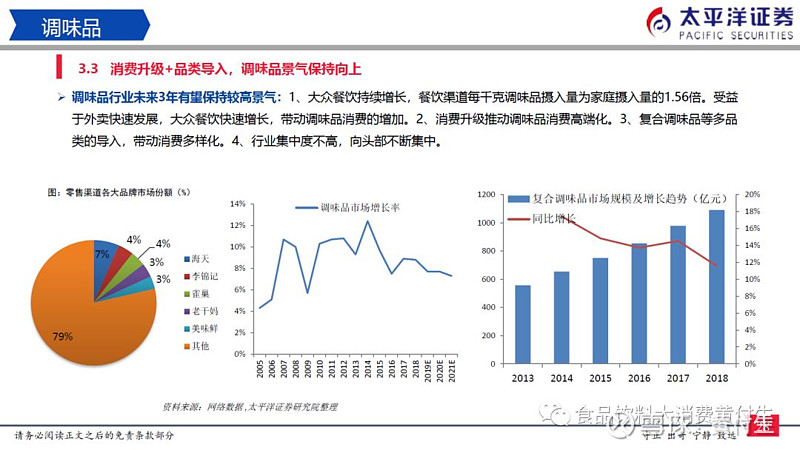 调味品
太平洋证券
PACIFIC SECURITIES
3.3 消费升级+品类导入，调味品景气保持向上
➢ 调味品行业未来3年有望保持较高景气：1、大众餐饮持续增长，餐饮渠道每千克调味品摄入量为家庭摄入量的1.56倍。受益
于外卖快速发展，大众餐饮快速增长，带动调味品消费的增加。2、消费升级推动调味品消费高端化。3、复合调味品等多品
类的导入，带动消费多样化。4、行业集中度不高，向头部不断集中。
图：零售渠道各大品牌市场份额（%）
7%
4%
4%
3%
3%
79%
海天
李锦记
雀巢
老干妈
美味鲜
其他
调味品市场增长率
14%
12%
10%
8%
6%
4%
2%
0%
2005
2006
2007
2008
2009
2010
2011
2012
2013
2014
2015
2016
2017
2018
2019E
2020E
2021E
复合调味品市场规模及增长趋势（亿元）
同比增长
1200
1000
800
600
400
200
0
20%
18%
16%
14%
12%
10%
8%
6%
4%
2%
0%
2013 2014 2015 2016 2017 2018
资料来源：网络数据,太平洋证券研究院整理
食品饮料大消费黄付生
请务必阅读正文之后的免责条款部分
守正 出奇 宁静 致远